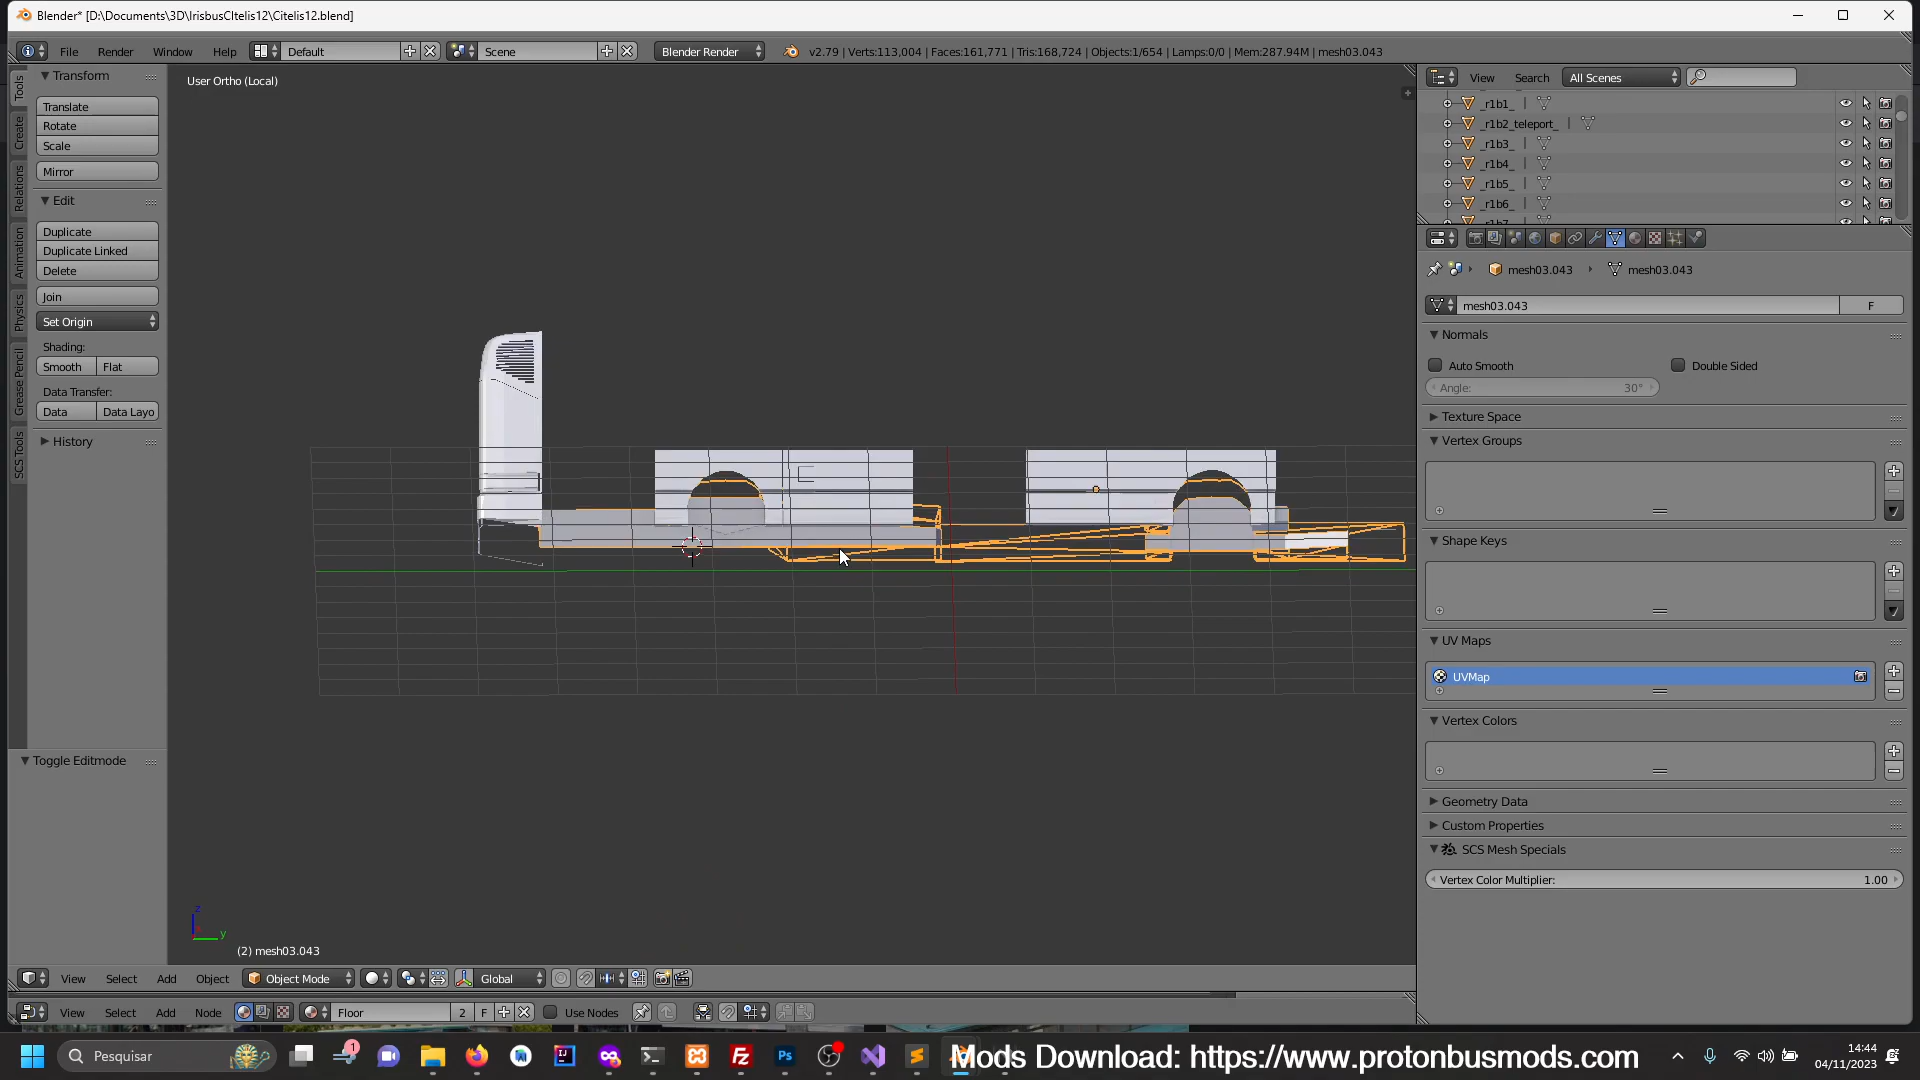 Blender* [D:\Documents\3D\IrisbusCItelis12\Citelis12.blend]
File Render Window Help Default Scene Blender Render v2.79 | Verts:113,004 | Faces:161,771 | Tris:168,724 | Objects:1/654 | Lamps:0/0 | Mem:287.94M | mesh03.043
Tools
Create
Relations
Animation
Physics
Grease Pencil
SCS Tools
Transform
Translate
Rotate
Scale
Mirror
Edit
Duplicate
Duplicate Linked
Delete
Join
Set Origin
Shading:
Smooth Flat
Data Transfer:
Data Data Layo
History
Toggle Editmode
User Ortho (Local)
z
y
(2) mesh03.043
View Select Add Object Object Mode Global
View Select Add Node Floor 2 F Use Nodes
View Search All Scenes
_r1b1_
_r1b2_teleport_
_r1b3_
_r1b4_
_r1b5_
_r1b6_
_r1b7_
mesh03.043 mesh03.043
mesh03.043 F
Normals
Auto Smooth Double Sided
Angle: 30°
Texture Space
Vertex Groups
Shape Keys
UV Maps
UVMap
Vertex Colors
Geometry Data
Custom Properties
SCS Mesh Specials
Vertex Color Multiplier: 1.00
Pesquisar
1
Mods Download: https://www.protonbusmods.com
14:44
04/11/2023